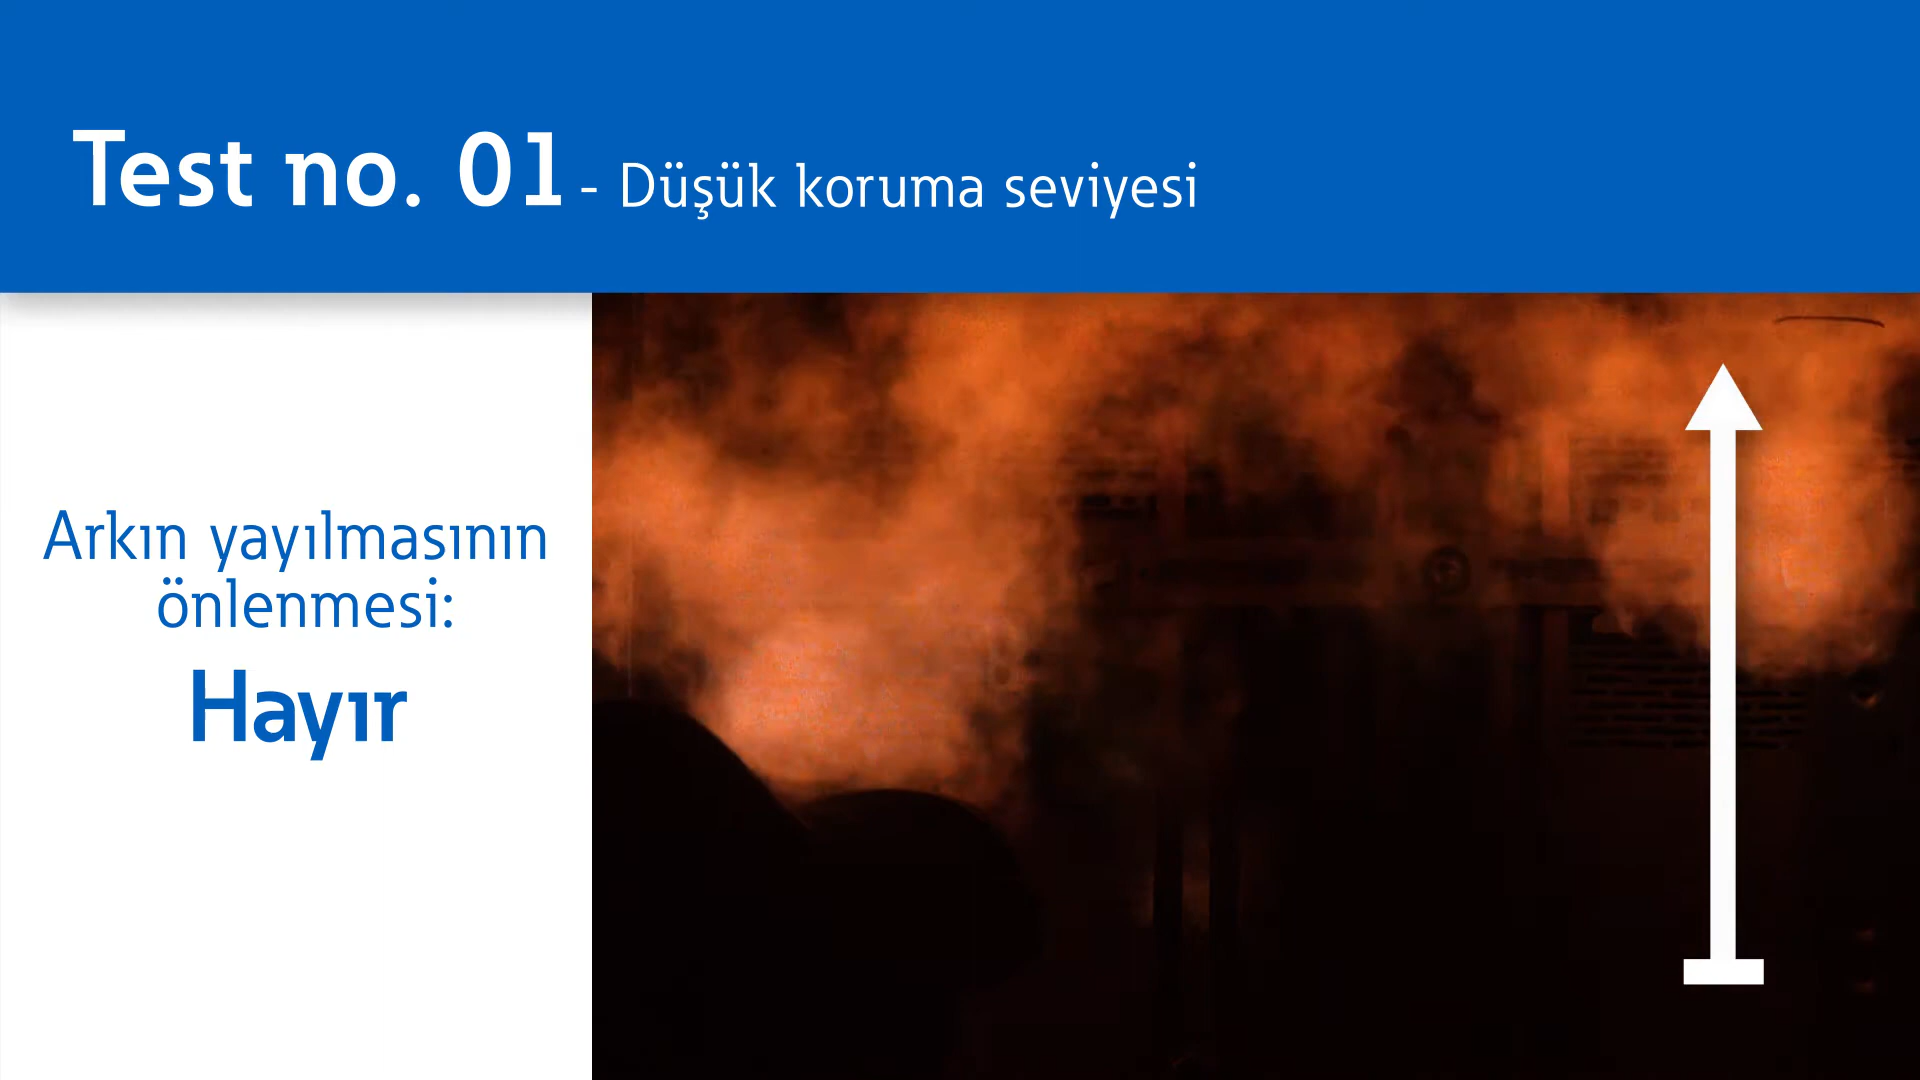 Test no. 01 - Düşük koruma seviyesi
Arkın yayılmasının
önlenmesi:
Hayır